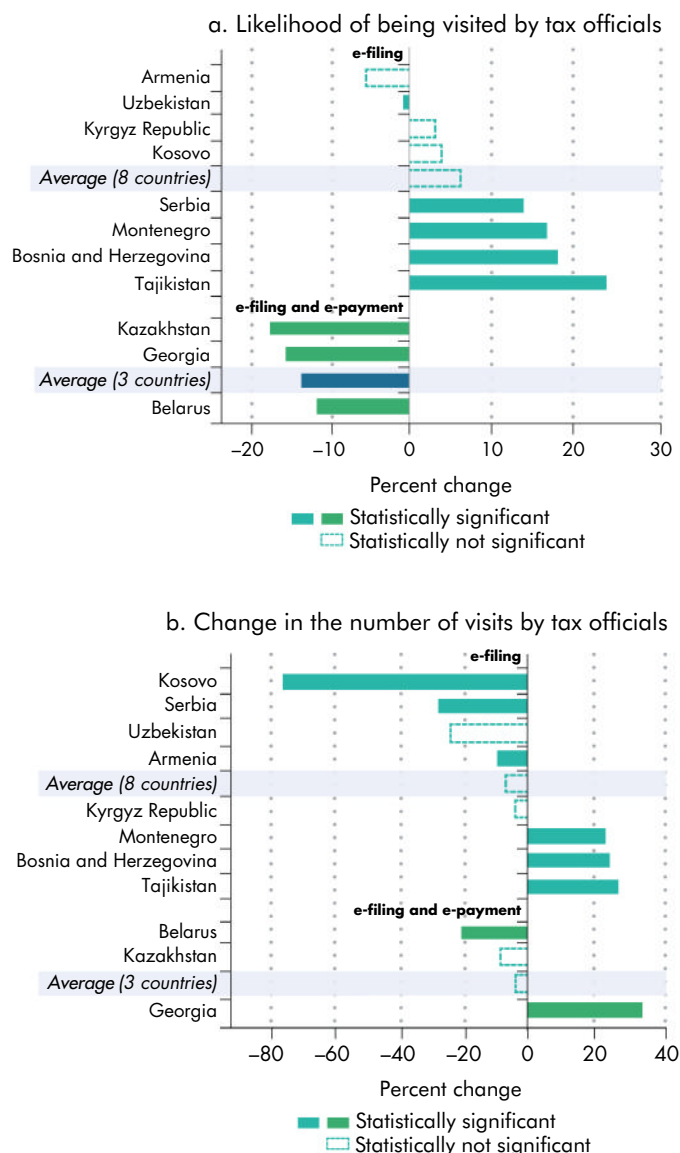 a. Likelihood of being visited by tax officials
e-filing
Armenia
Uzbekistan
Kyrgyz Republic
Kosovo
Average (8 countries)
Serbia
Montenegro
Bosnia and Herzegovina
Tajikistan
e-filing and e-payment
Kazakhstan
Georgia
Average (3 countries)
Belarus
–20 –10 0 10 20 30
Percent change
Statistically significant
Statistically not significant
b. Change in the number of visits by tax officials
e-filing
Kosovo
Serbia
Uzbekistan
Armenia
Average (8 countries)
Kyrgyz Republic
Montenegro
Bosnia and Herzegovina
Tajikistan
e-filing and e-payment
Belarus
Kazakhstan
Average (3 countries)
Georgia
–80 –60 –40 –20 0 20 40
Percent change
Statistically significant
Statistically not significant